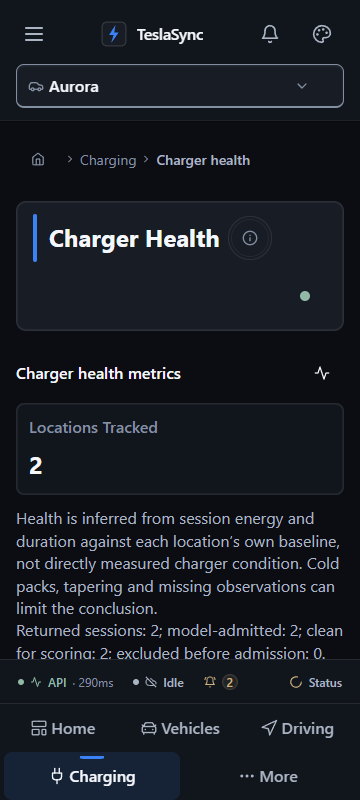 TeslaSync
Aurora
Charging
Charger health
Charger Health
Charger health metrics
Locations Tracked
2
Health is inferred from session energy and
duration against each location's own baseline,
not directly measured charger condition. Cold
packs, tapering and missing observations can
limit the conclusion.
Returned sessions: 2; model-admitted: 2; clean
for scoring: 2; excluded before admission: 0.
API · 290ms
Idle
2
Status
Home
Vehicles
Driving
Charging
More